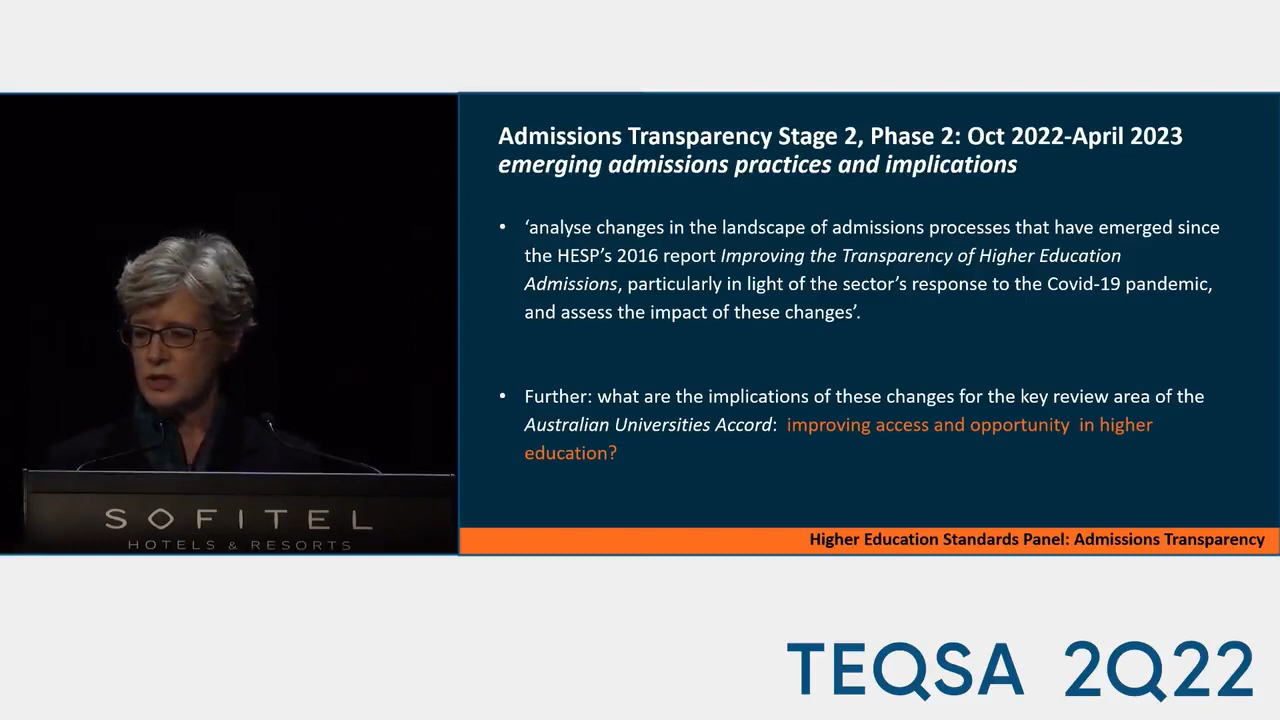 Admissions Transparency Stage 2, Phase 2: Oct 2022-April 2023
emerging admissions practices and implications
• ‘analyse changes in the landscape of admissions processes that have emerged since
the HESP’s 2016 report Improving the Transparency of Higher Education
Admissions, particularly in light of the sector’s response to the Covid-19 pandemic,
and assess the impact of these changes’.
• Further: what are the implications of these changes for the key review area of the
Australian Universities Accord: improving access and opportunity in higher
education?
Higher Education Standards Panel: Admissions Transparency
SOFITEL
HOTELS & RESORTS
TEQSA 2Q22